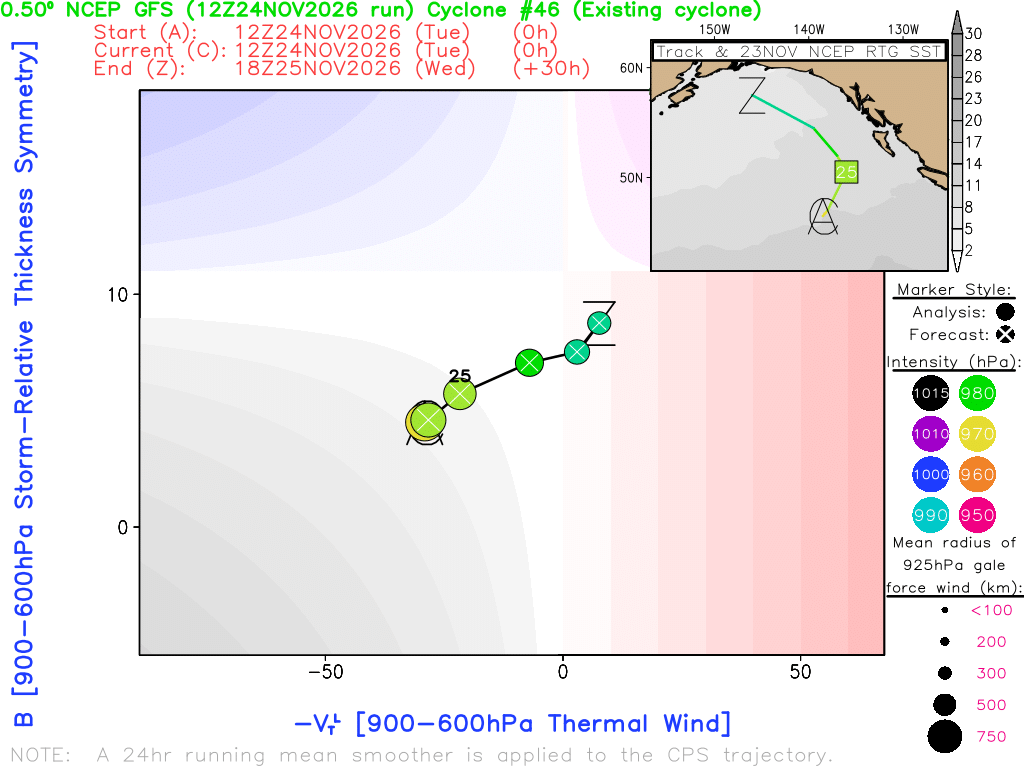 0.50° NCEP GFS (12Z24NOV2026 run) Cyclone #46 (Existing cyclone)
Start (A): 12Z24NOV2026 (Tue) (0h)
Current (C): 12Z24NOV2026 (Tue) (0h)
End (Z): 18Z25NOV2026 (Wed) (+30h)
150W 140W 130W
Track & 23NOV NCEP RTG SST
60N
50N
Z
25
A
30
28
26
23
20
17
14
11
8
5
2
B [900-600hPa Storm-Relative Thickness Symmetry]
10
0
Z
25
A
-50 0 50
-V_T^L [900-600hPa Thermal Wind]
Marker Style:
Analysis:
Forecast:
Intensity (hPa):
1015 980
1010 970
1000 960
990 950
Mean radius of
925hPa gale
force wind (km):
<100
200
300
500
750
NOTE: A 24hr running mean smoother is applied to the CPS trajectory.